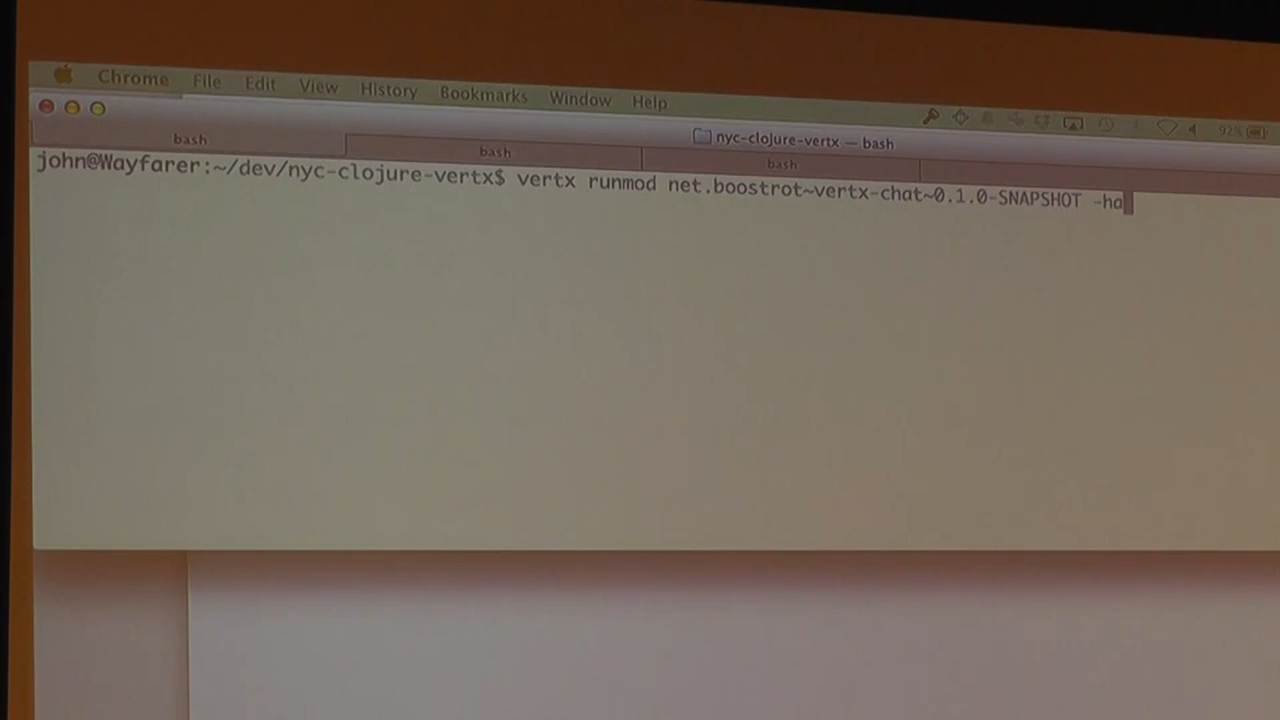 Chrome File Edit View History Bookmarks Window Help
92%
nyc-clojure-vertx — bash
bash bash bash
john@Wayfarer:~/dev/nyc-clojure-vertx$ vertx runmod net.boostrot~vertx-chat~0.1.0-SNAPSHOT -ha